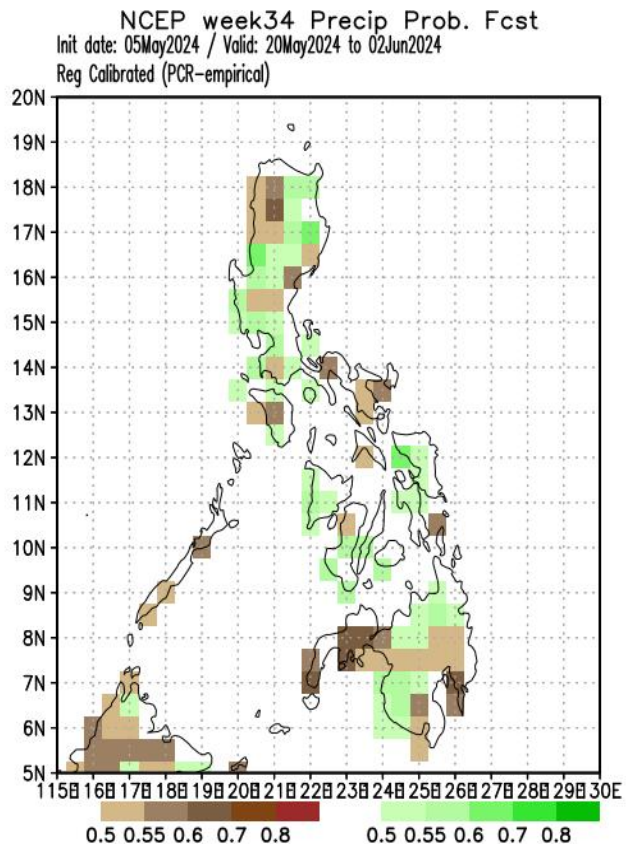 NCEP week34 Precip Prob. Fcst
Init date: 05May2024 / Valid: 20May2024 to 02Jun2024
Reg Calibrated (PCR-empirical)
20N
19N
18N
17N
16N
15N
14N
13N
12N
11N
10N
9N
8N
7N
6N
5N
115E 116E 117E 118E 119E 120E 121E 122E 123E 124E 125E 126E 127E 128E 129E 130E
0.5 0.55 0.6 0.7 0.8 0.5 0.55 0.6 0.7 0.8